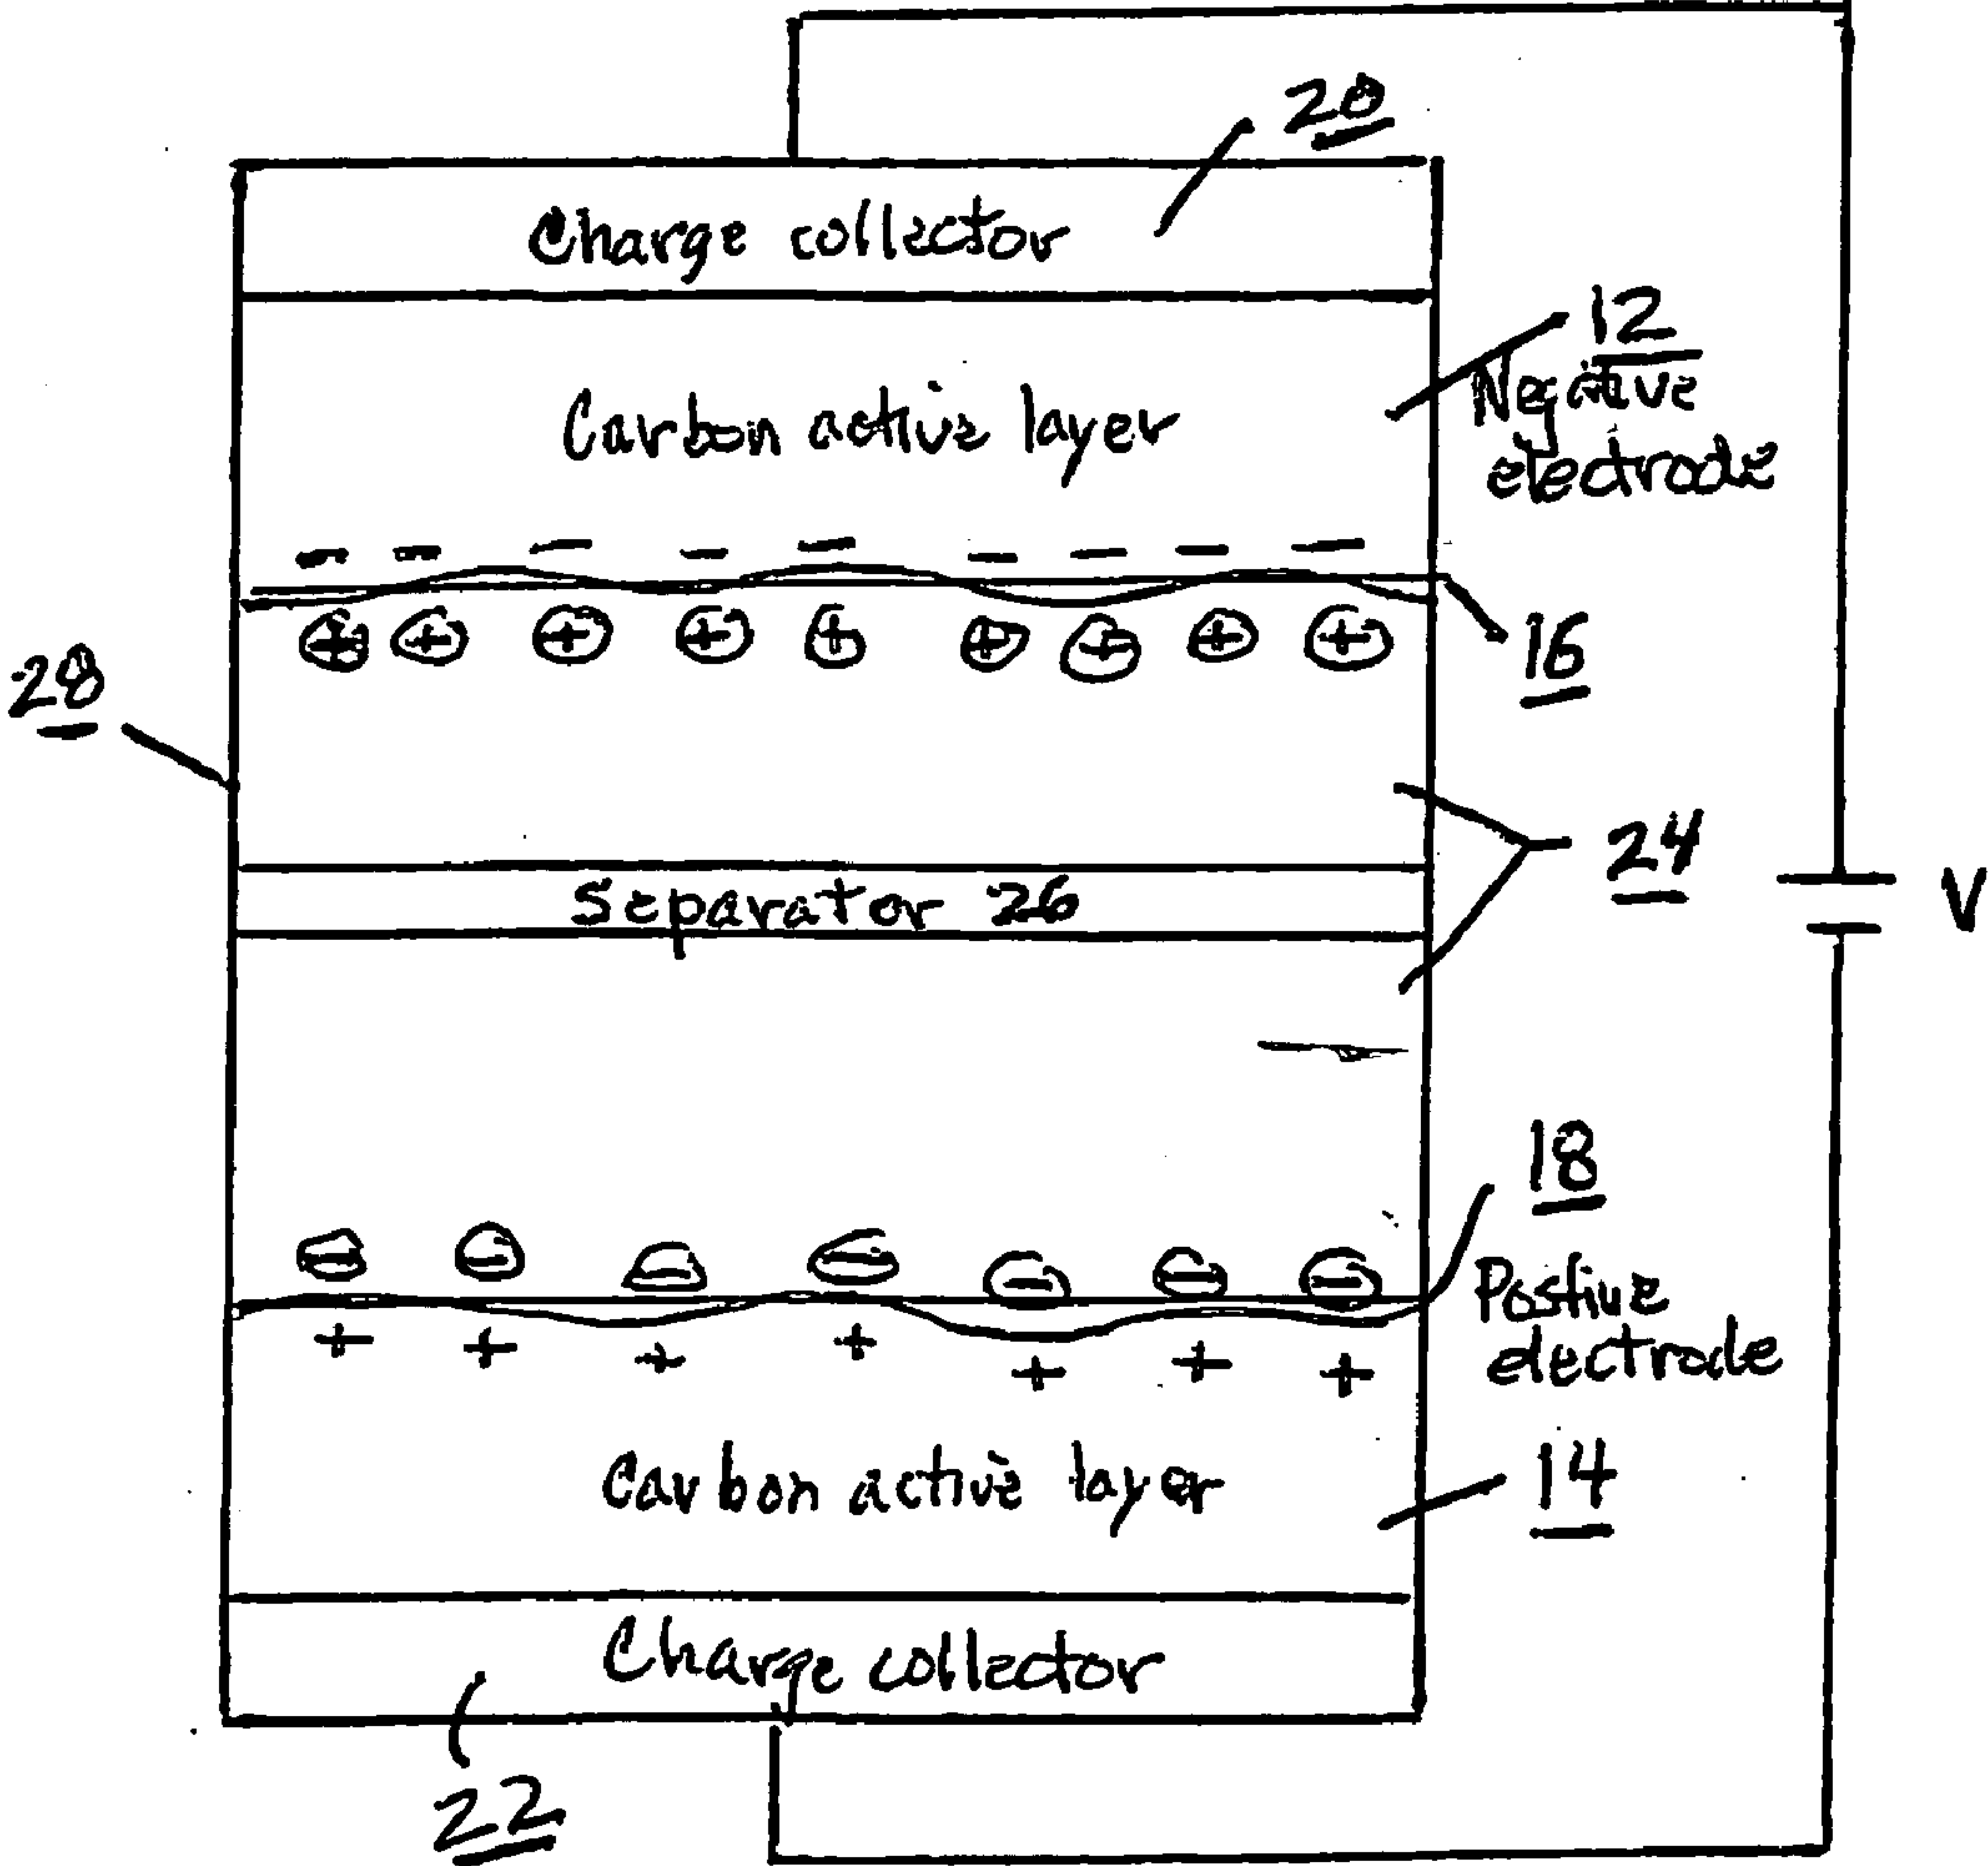 20
Charge collector
12
Negative
electrode
Carbon active layer
16
28
24
Separator 26
V
18
Postiue
electrode
Carbon active layer
14
Charge collector
22